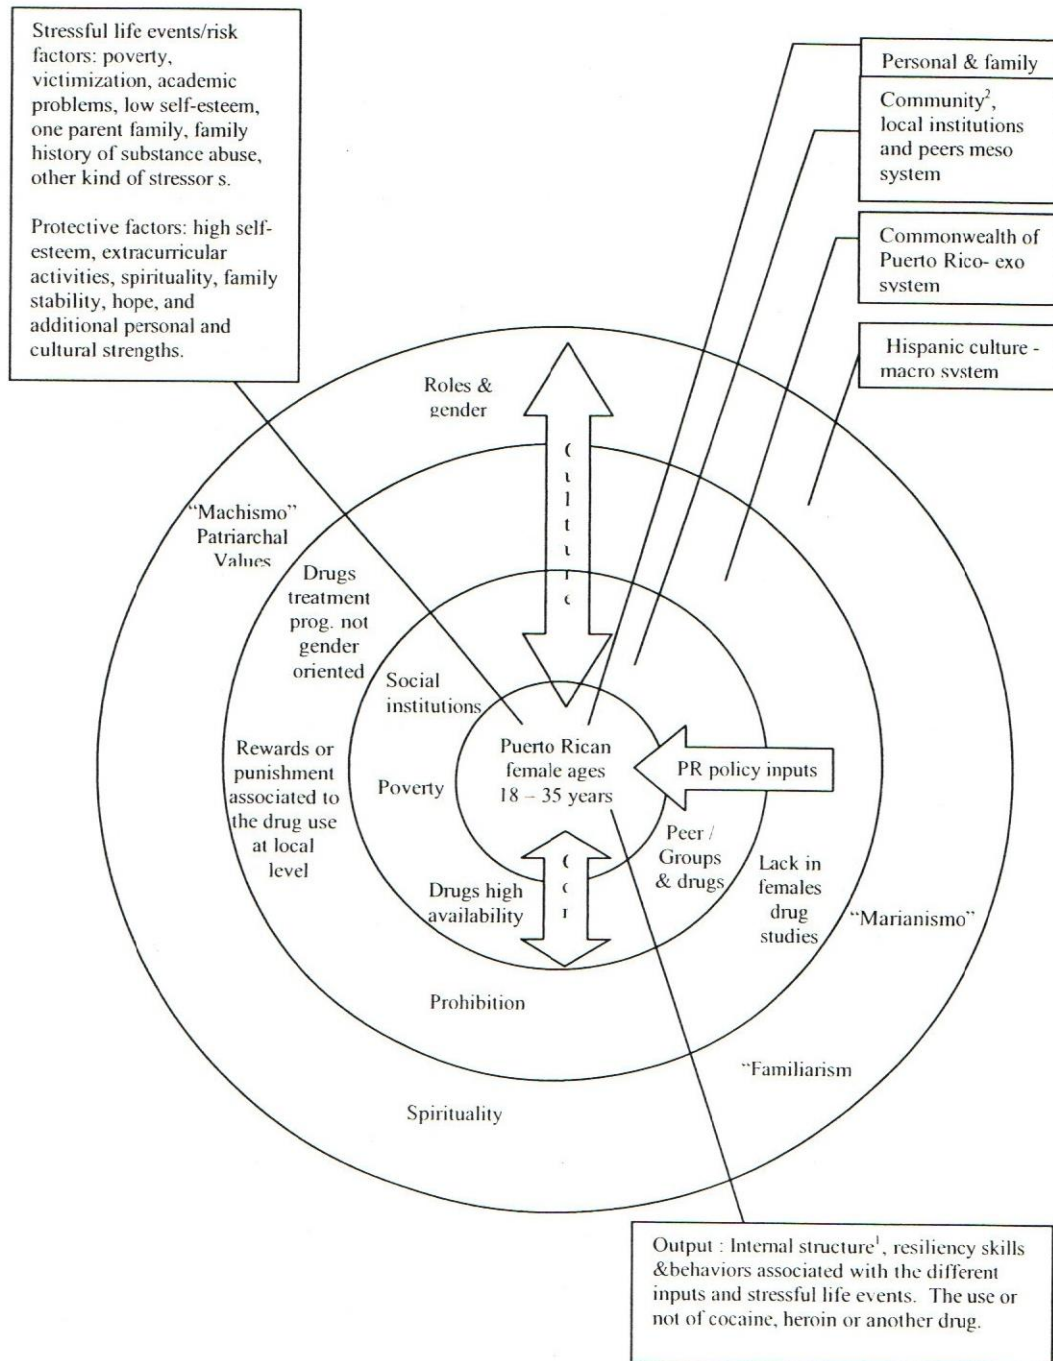 Stressful life events/risk
factors: poverty,
victimization, academic
problems, low self-esteem,
one parent family, family
history of substance abuse,
other kind of stressor s.
Protective factors: high self-
esteem, extracurricular
activities, spirituality, family
stability, hope, and
additional personal and
cultural strengths.
Personal & family
Community², 
local institutions
and peers meso
system
Commonwealth of
Puerto Rico- exo
system
Hispanic culture -
macro system
Roles &
gender
Culture
"Machismo"
Patriarchal
Values
Drugs
treatment
prog. not
gender
oriented
Social
institutions
Puerto Rican
female ages
18 – 35 years
PR policy inputs
Rewards or
punishment
associated to
the drug use
at local
level
Poverty
Peer /
Groups
& drugs
Drugs high
availability
Lack in
females
drug
studies
"Marianismo"
Prohibition
"Familiarism
Spirituality
Output : Internal structure¹, resiliency skills
&behaviors associated with the different
inputs and stressful life events. The use or
not of cocaine, heroin or another drug.